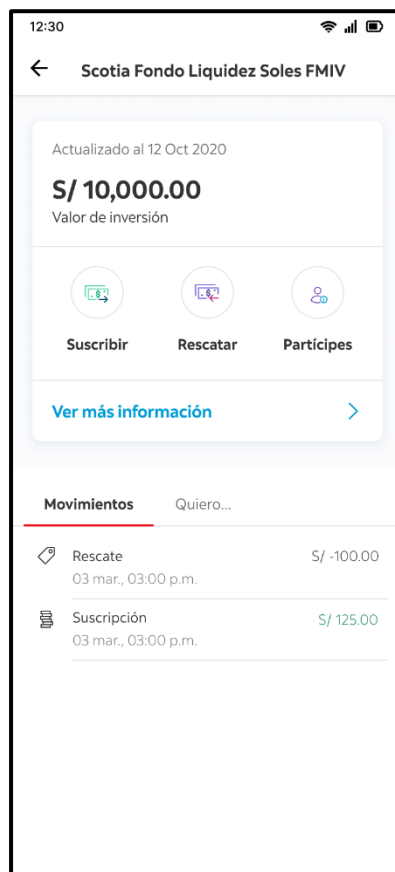 12:30
Scotia Fondo Liquidez Soles FMIV
Actualizado al 12 Oct 2020
S/ 10,000.00
Valor de inversión
Suscribir Rescatar Partícipes
Ver más información
Movimientos Quiero...
Rescate S/ -100.00
03 mar., 03:00 p.m.
Suscripción S/ 125.00
03 mar., 03:00 p.m.